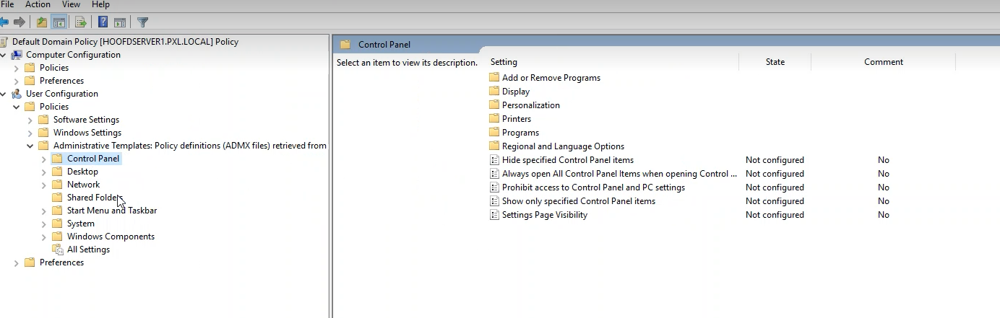 File Action View Help
Default Domain Policy [HOOFDSERVER1.PXL.LOCAL] Policy
Computer Configuration
Policies
Preferences
User Configuration
Policies
Software Settings
Windows Settings
Administrative Templates: Policy definitions (ADMX files) retrieved from
Control Panel
Desktop
Network
Shared Folders
Start Menu and Taskbar
System
Windows Components
All Settings
Preferences
Control Panel
Select an item to view its description.
Setting State Comment
Add or Remove Programs
Display
Personalization
Printers
Programs
Regional and Language Options
Hide specified Control Panel items Not configured No
Always open All Control Panel Items when opening Control ... Not configured No
Prohibit access to Control Panel and PC settings Not configured No
Show only specified Control Panel items Not configured No
Settings Page Visibility Not configured No